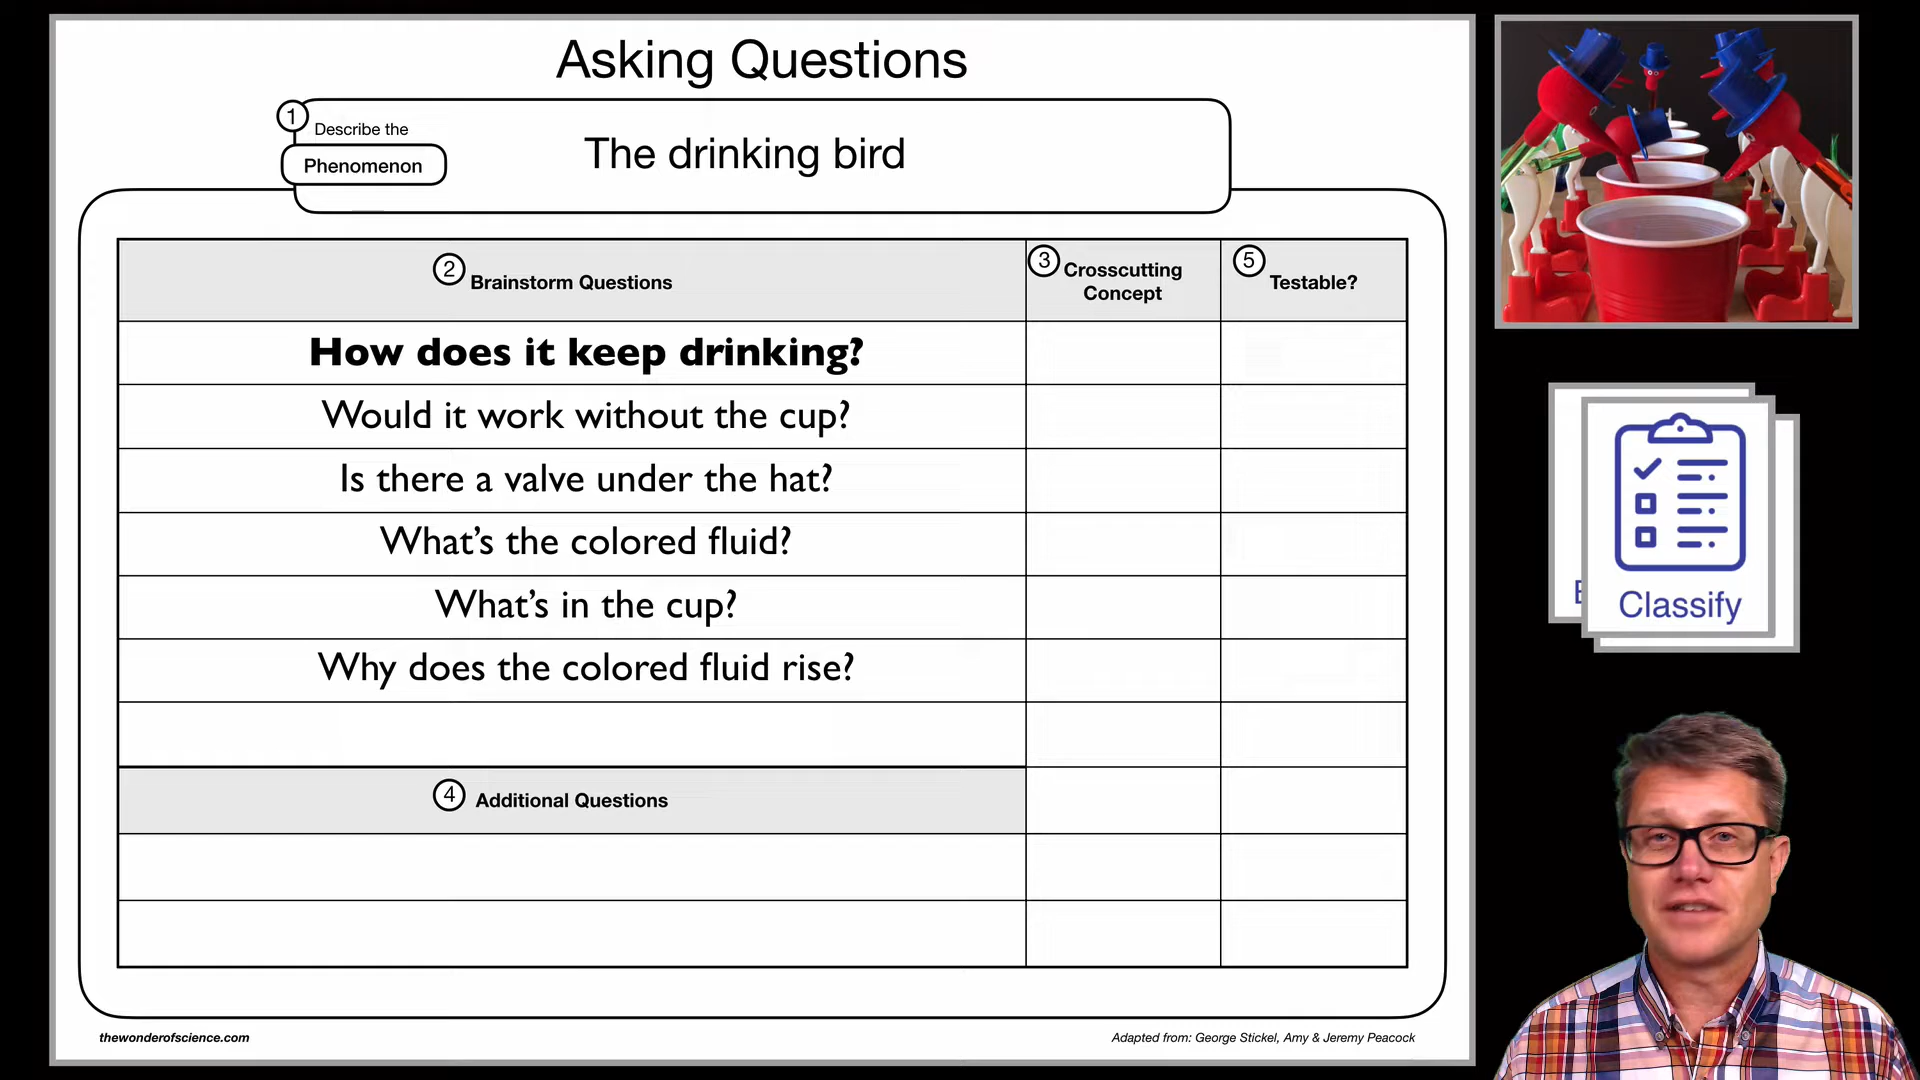 Asking Questions
1
Describe the
Phenomenon
The drinking bird
2 Brainstorm Questions
3 Crosscutting
Concept
5 Testable?
How does it keep drinking?
Would it work without the cup?
Is there a valve under the hat?
What's the colored fluid?
What's in the cup?
Why does the colored fluid rise?
4 Additional Questions
thewonderofscience.com
Adapted from: George Stickel, Amy & Jeremy Peacock
Classify